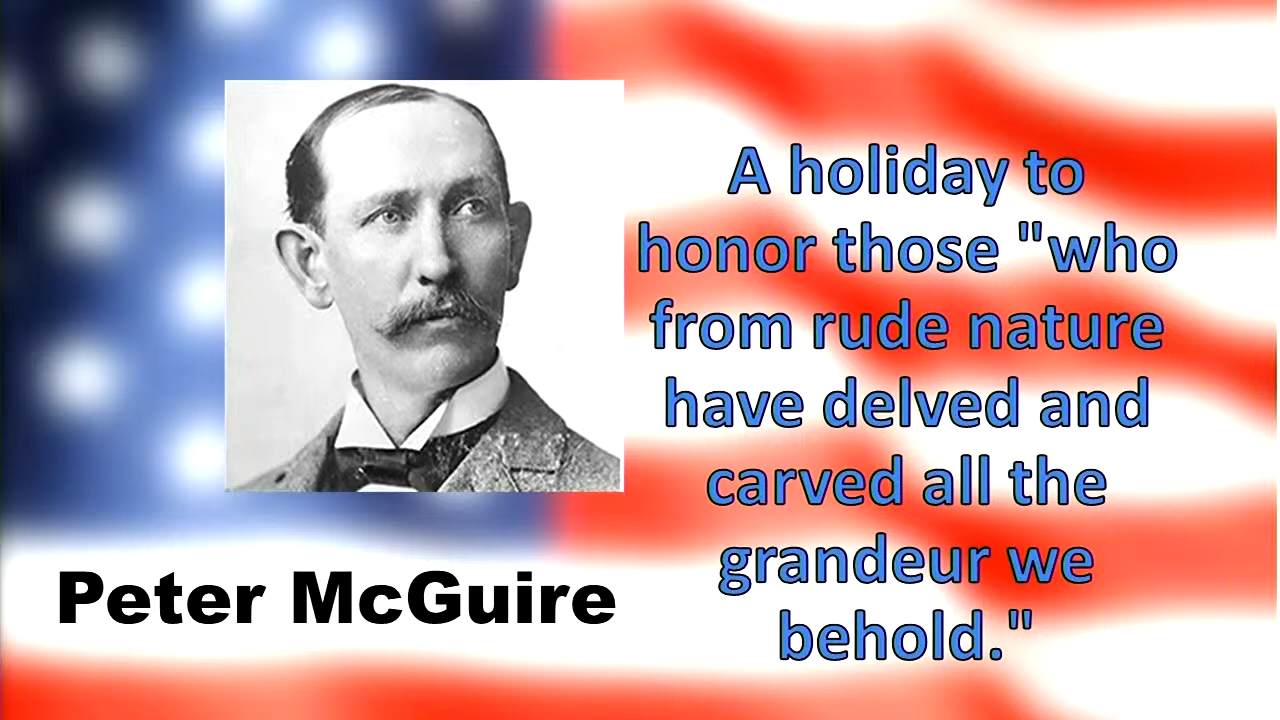 A holiday to
honor those "who
from rude nature
have delved and
carved all the
grandeur we
behold."
Peter McGuire